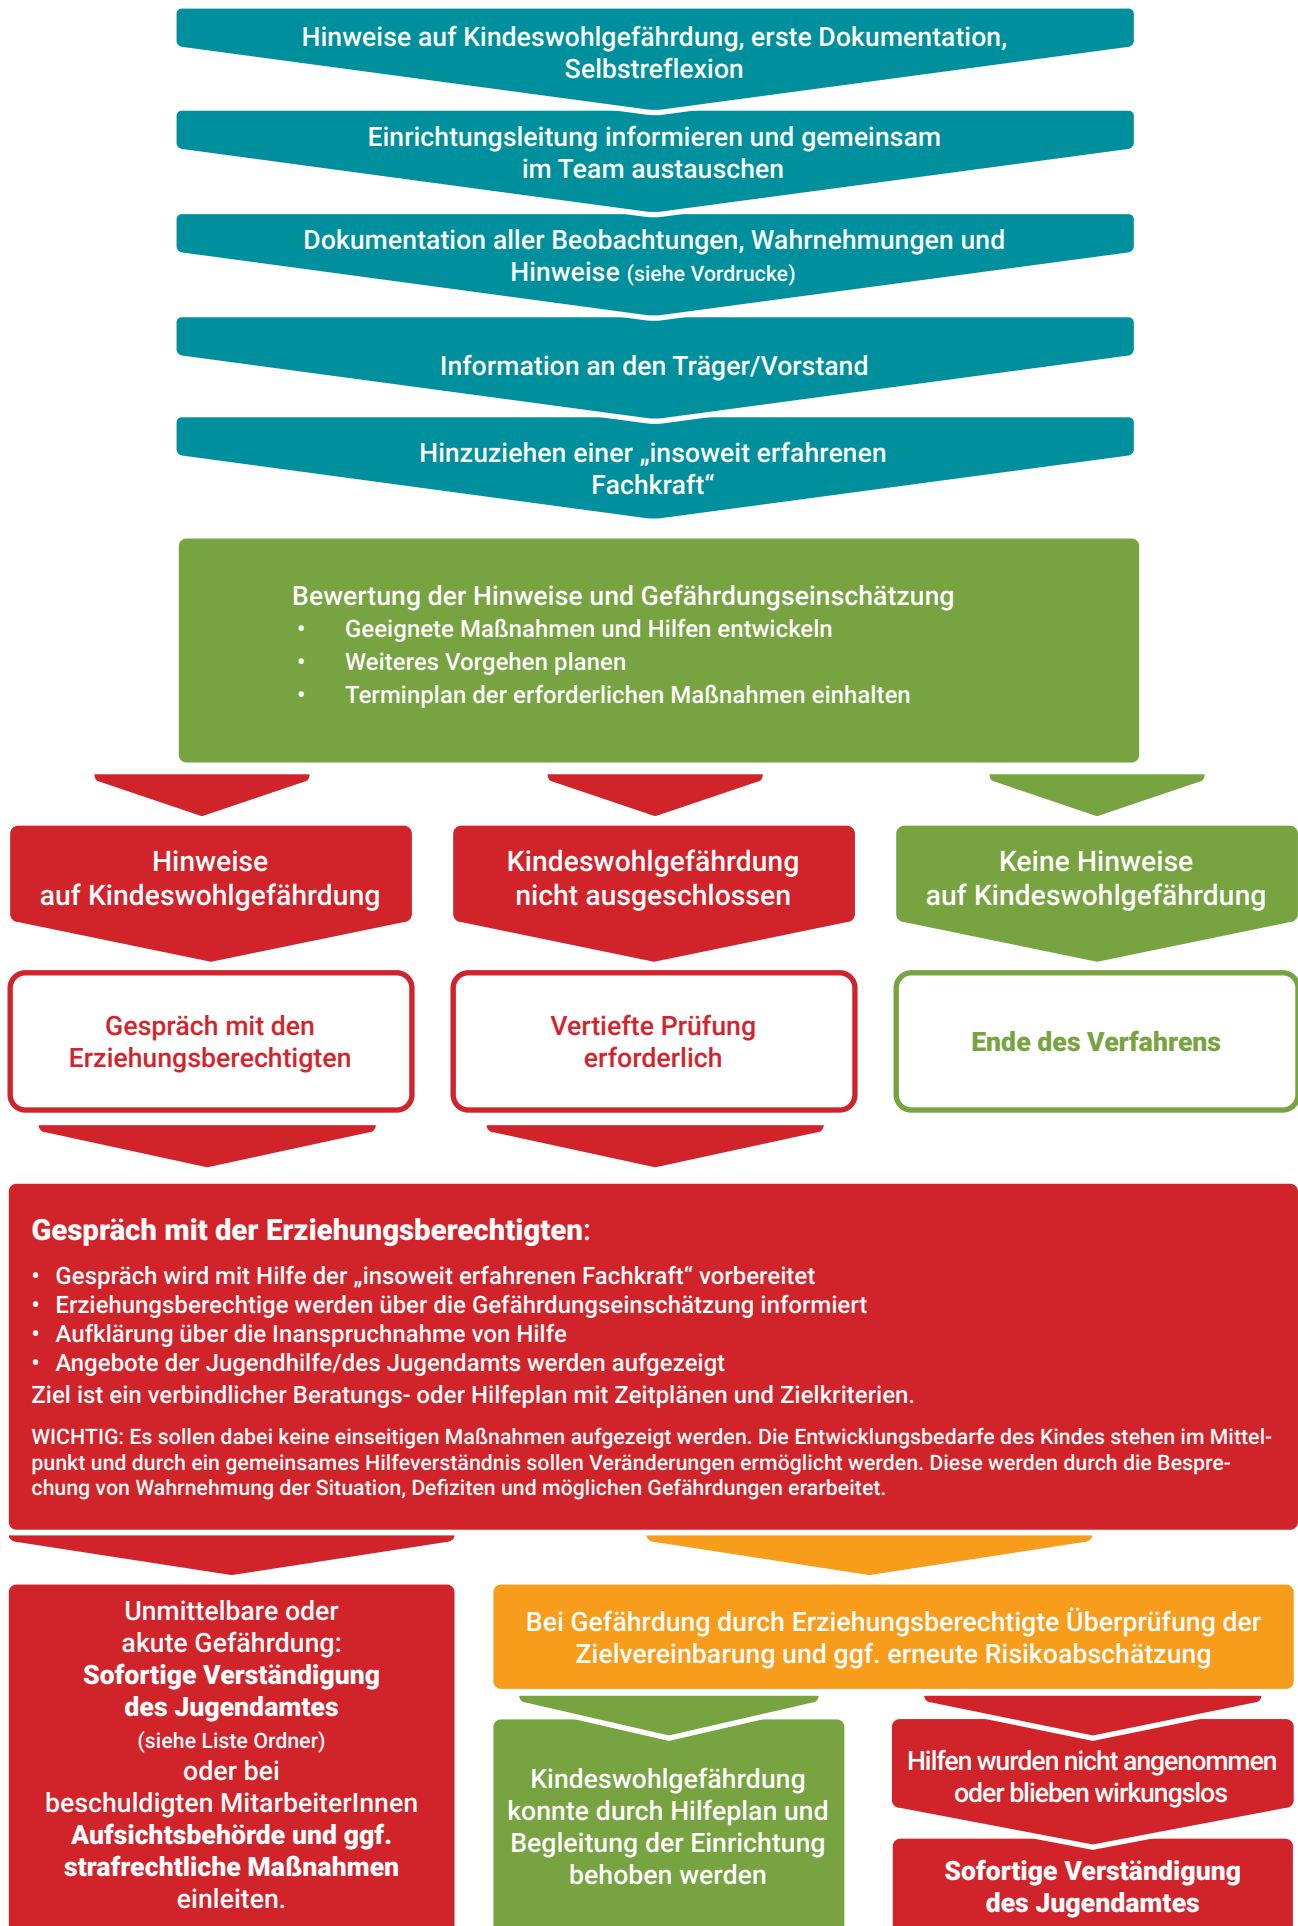 Hinweise auf Kindeswohlgefährdung, erste Dokumentation,
Selbstreflexion
Einrichtungsleitung informieren und gemeinsam
im Team austauschen
Dokumentation aller Beobachtungen, Wahrnehmungen und
Hinweise (siehe Vordrucke)
Information an den Träger/Vorstand
Hinzuziehen einer „insoweit erfahrenen
Fachkraft“
Bewertung der Hinweise und Gefährdungseinschätzung
• Geeignete Maßnahmen und Hilfen entwickeln
• Weiteres Vorgehen planen
• Terminplan der erforderlichen Maßnahmen einhalten
Hinweise
auf Kindeswohlgefährdung
Gespräch mit den
Erziehungsberechtigten
Kindeswohlgefährdung
nicht ausgeschlossen
Vertiefte Prüfung
erforderlich
Keine Hinweise
auf Kindeswohlgefährdung
Ende des Verfahrens
Gespräch mit der Erziehungsberechtigten:
• Gespräch wird mit Hilfe der „insoweit erfahrenen Fachkraft“ vorbereitet
• Erziehungsberechtige werden über die Gefährdungseinschätzung informiert
• Aufklärung über die Inanspruchnahme von Hilfe
• Angebote der Jugendhilfe/des Jugendamts werden aufgezeigt
Ziel ist ein verbindlicher Beratungs- oder Hilfeplan mit Zeitplänen und Zielkriterien.
WICHTIG: Es sollen dabei keine einseitigen Maßnahmen aufgezeigt werden. Die Entwicklungsbedarfe des Kindes stehen im Mittel-
punkt und durch ein gemeinsames Hilfeverständnis sollen Veränderungen ermöglicht werden. Diese werden durch die Bespre-
chung von Wahrnehmung der Situation, Defiziten und möglichen Gefährdungen erarbeitet.
Unmittelbare oder
akute Gefährdung:
Sofortige Verständigung
des Jugendamtes
(siehe Liste Ordner)
oder bei
beschuldigten MitarbeiterInnen
Aufsichtsbehörde und ggf.
strafrechtliche Maßnahmen
einleiten.
Bei Gefährdung durch Erziehungsberechtigte Überprüfung der
Zielvereinbarung und ggf. erneute Risikoabschätzung
Kindeswohlgefährdung
konnte durch Hilfeplan und
Begleitung der Einrichtung
behoben werden
Hilfen wurden nicht angenommen
oder blieben wirkungslos
Sofortige Verständigung
des Jugendamtes